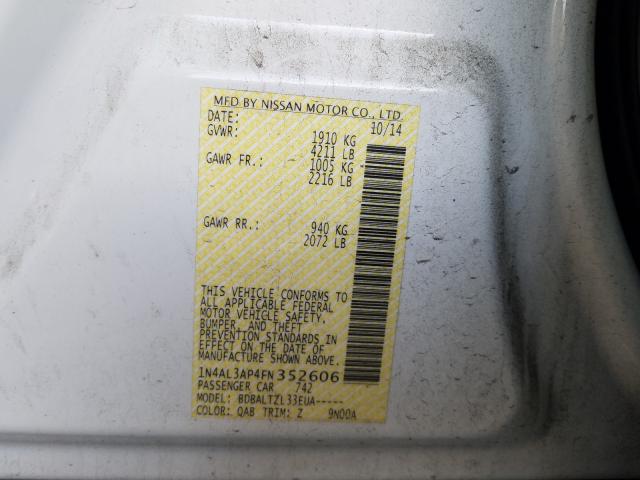 MFD BY NISSAN MOTOR CO., LTD.
DATE: 10/14
GVWR: 1910 KG
4211 LB
GAWR FR.: 1005 KG
2216 LB
GAWR RR.: 940 KG
2072 LB
THIS VEHICLE CONFORMS TO
ALL APPLICABLE FEDERAL
MOTOR VEHICLE SAFETY,
BUMPER, AND THEFT
PREVENTION STANDARDS IN
EFFECT ON THE DATE OF
MANUFACTURE SHOWN ABOVE.
1N4AL3AP4FN352606
PASSENGER CAR 742
MODEL: BDBALTZL33EUA-----
COLOR: QAB TRIM: Z 9N00A